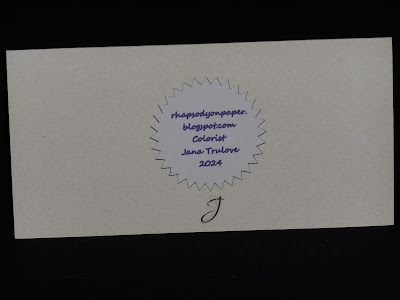 rhapsodyonpaper.
blogspot.com
Colorist
Jana Trulove
2024
J